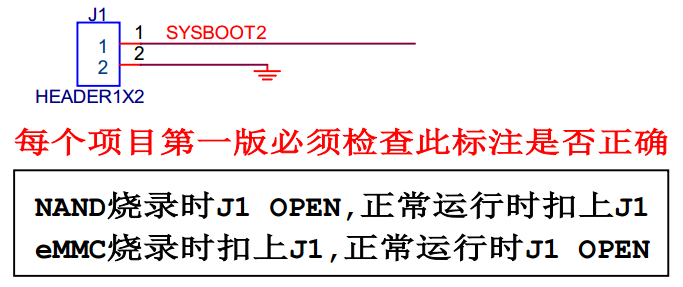 J1
1 SYSBOOT2
1
2
2
HEADER1X2
每个项目第一版必须检查此标注是否正确
NAND烧录时J1 OPEN,正常运行时扣上J1
eMMC烧录时扣上J1,正常运行时J1 OPEN